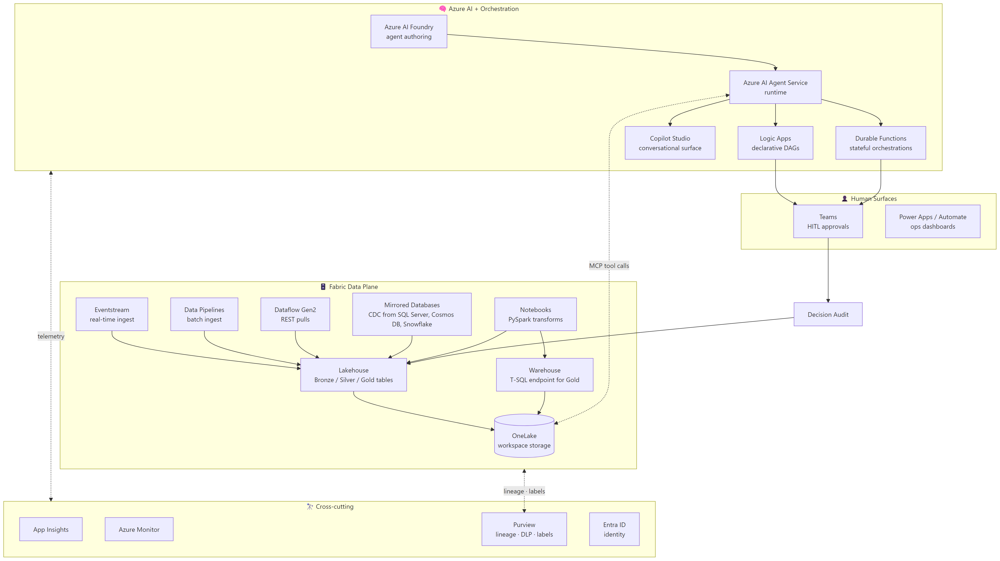 Azure AI + Orchestration
Azure AI Foundry
agent authoring
Azure AI Agent Service
runtime
Copilot Studio
conversational surface
Logic Apps
declarative DAGs
Durable Functions
stateful orchestrations
Human Surfaces
Teams
HITL approvals
Power Apps / Automate
ops dashboards
MCP tool calls
Fabric Data Plane
Eventstream
real-time ingest
Data Pipelines
batch ingest
Dataflow Gen2
REST pulls
Mirrored Databases
CDC from SQL Server, Cosmos
DB, Snowflake
Notebooks
PySpark transforms
Decision Audit
telemetry
Lakehouse
Bronze / Silver / Gold tables
Warehouse
T-SQL endpoint for Gold
OneLake
workspace storage
lineage · labels
Cross-cutting
App Insights
Azure Monitor
Purview
lineage · DLP · labels
Entra ID
identity